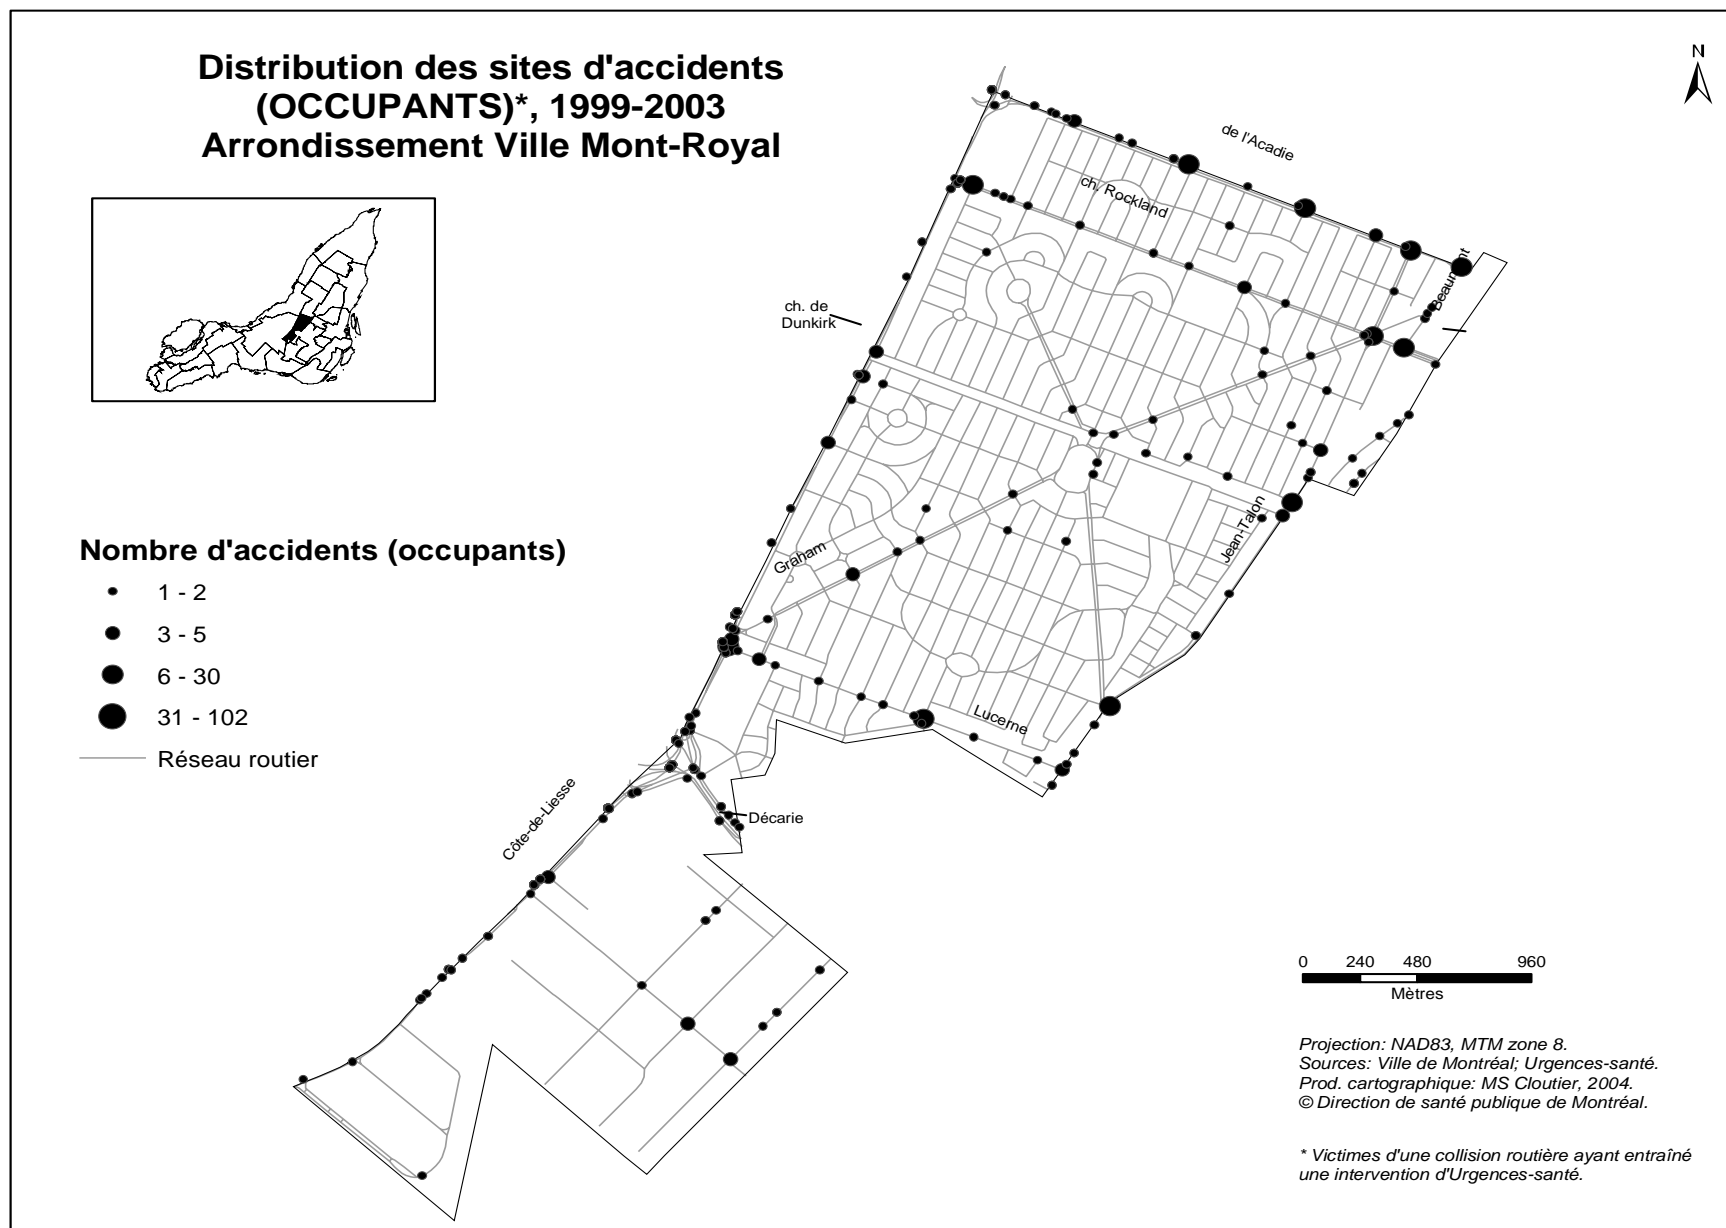 Distribution des sites d'accidents
(OCCUPANTS)*, 1999-2003
Arrondissement Ville Mont-Royal
N
de l'Acadie
ch. Rockland
Beaumont
ch. de
Dunkirk
Jean-Talon
Graham
Lucerne
Décarie
Côte-de-Liesse
Nombre d'accidents (occupants)
1 - 2
3 - 5
6 - 30
31 - 102
Réseau routier
0 240 480 960
Mètres
Projection: NAD83, MTM zone 8.
Sources: Ville de Montréal; Urgences-santé.
Prod. cartographique: MS Cloutier, 2004.
© Direction de santé publique de Montréal.
* Victimes d'une collision routière ayant entraîné
une intervention d'Urgences-santé.